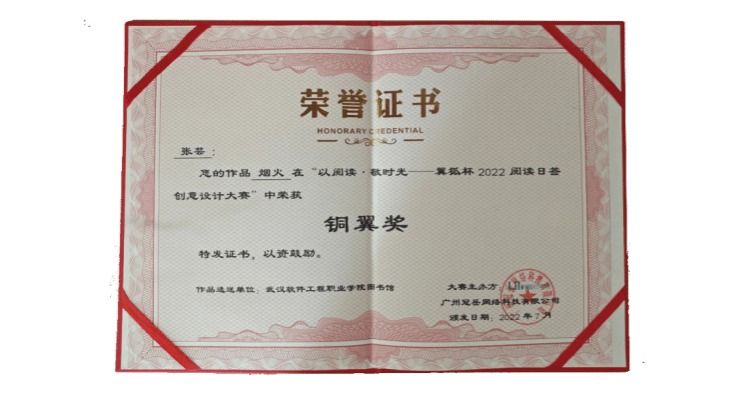 荣誉证书
HONORARY CREDENTIAL
张芸：
您的作品 烟火 在“以阅读·敬时光——翼狐杯2022阅读日签
创意设计大赛”中荣获
铜翼奖
特发证书，以资鼓励。
作品选送单位：武汉软件工程职业学院图书馆
大赛主办方：
广州冠岳网络科技有限公司
颁发日期：2022年7月